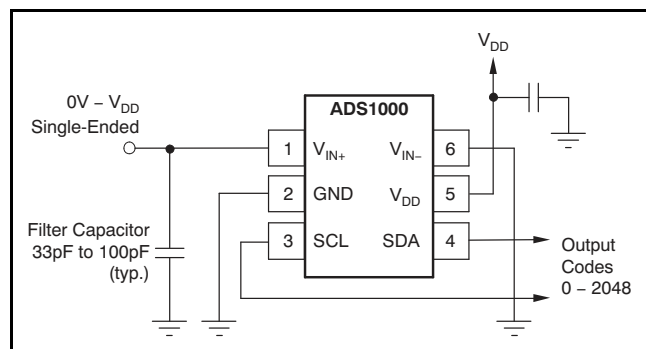 V_DD
0V – V_DD
Single-Ended
ADS1000
1 V_IN+ V_IN– 6
2 GND V_DD 5
3 SCL SDA 4
Filter Capacitor
33pF to 100pF
(typ.)
Output
Codes
0 – 2048